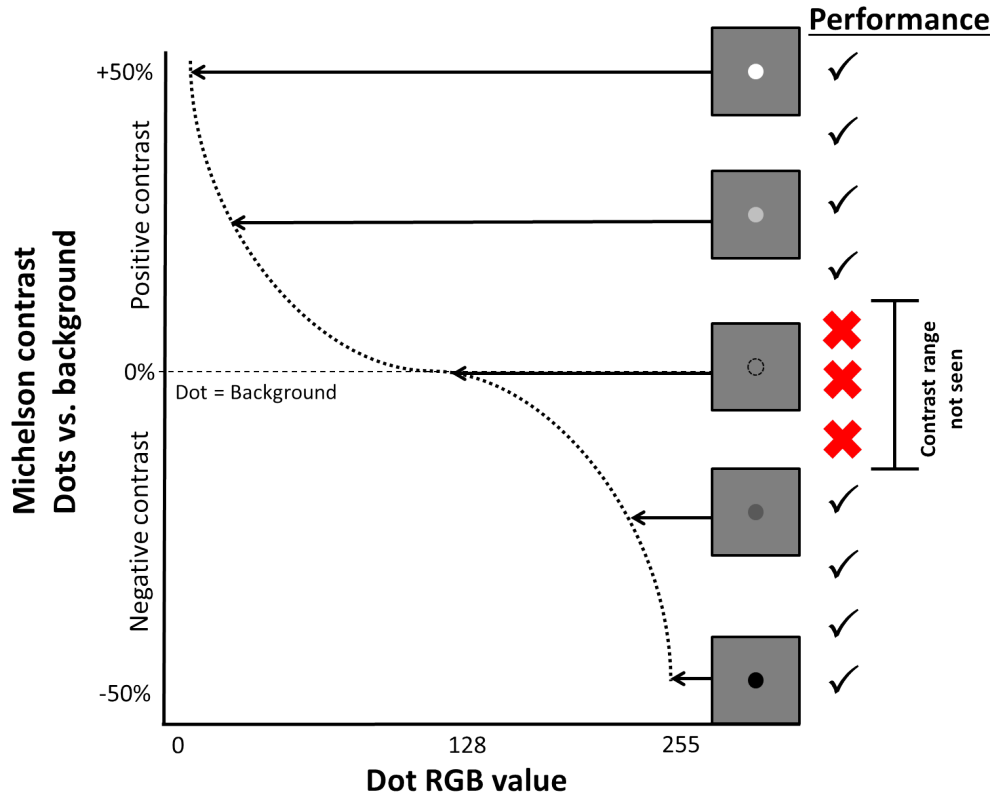 Performance
+50%
Positive contrast
Michelson contrast
Dots vs. background
0%
Dot = Background
Contrast range
not seen
Negative contrast
-50%
0
128
255
Dot RGB value